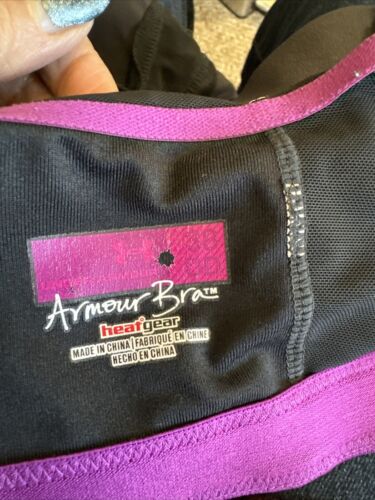 Armour Bra™
heatgear
MADE IN CHINA | FABRIQUÉ EN CHINE
HECHO EN CHINA